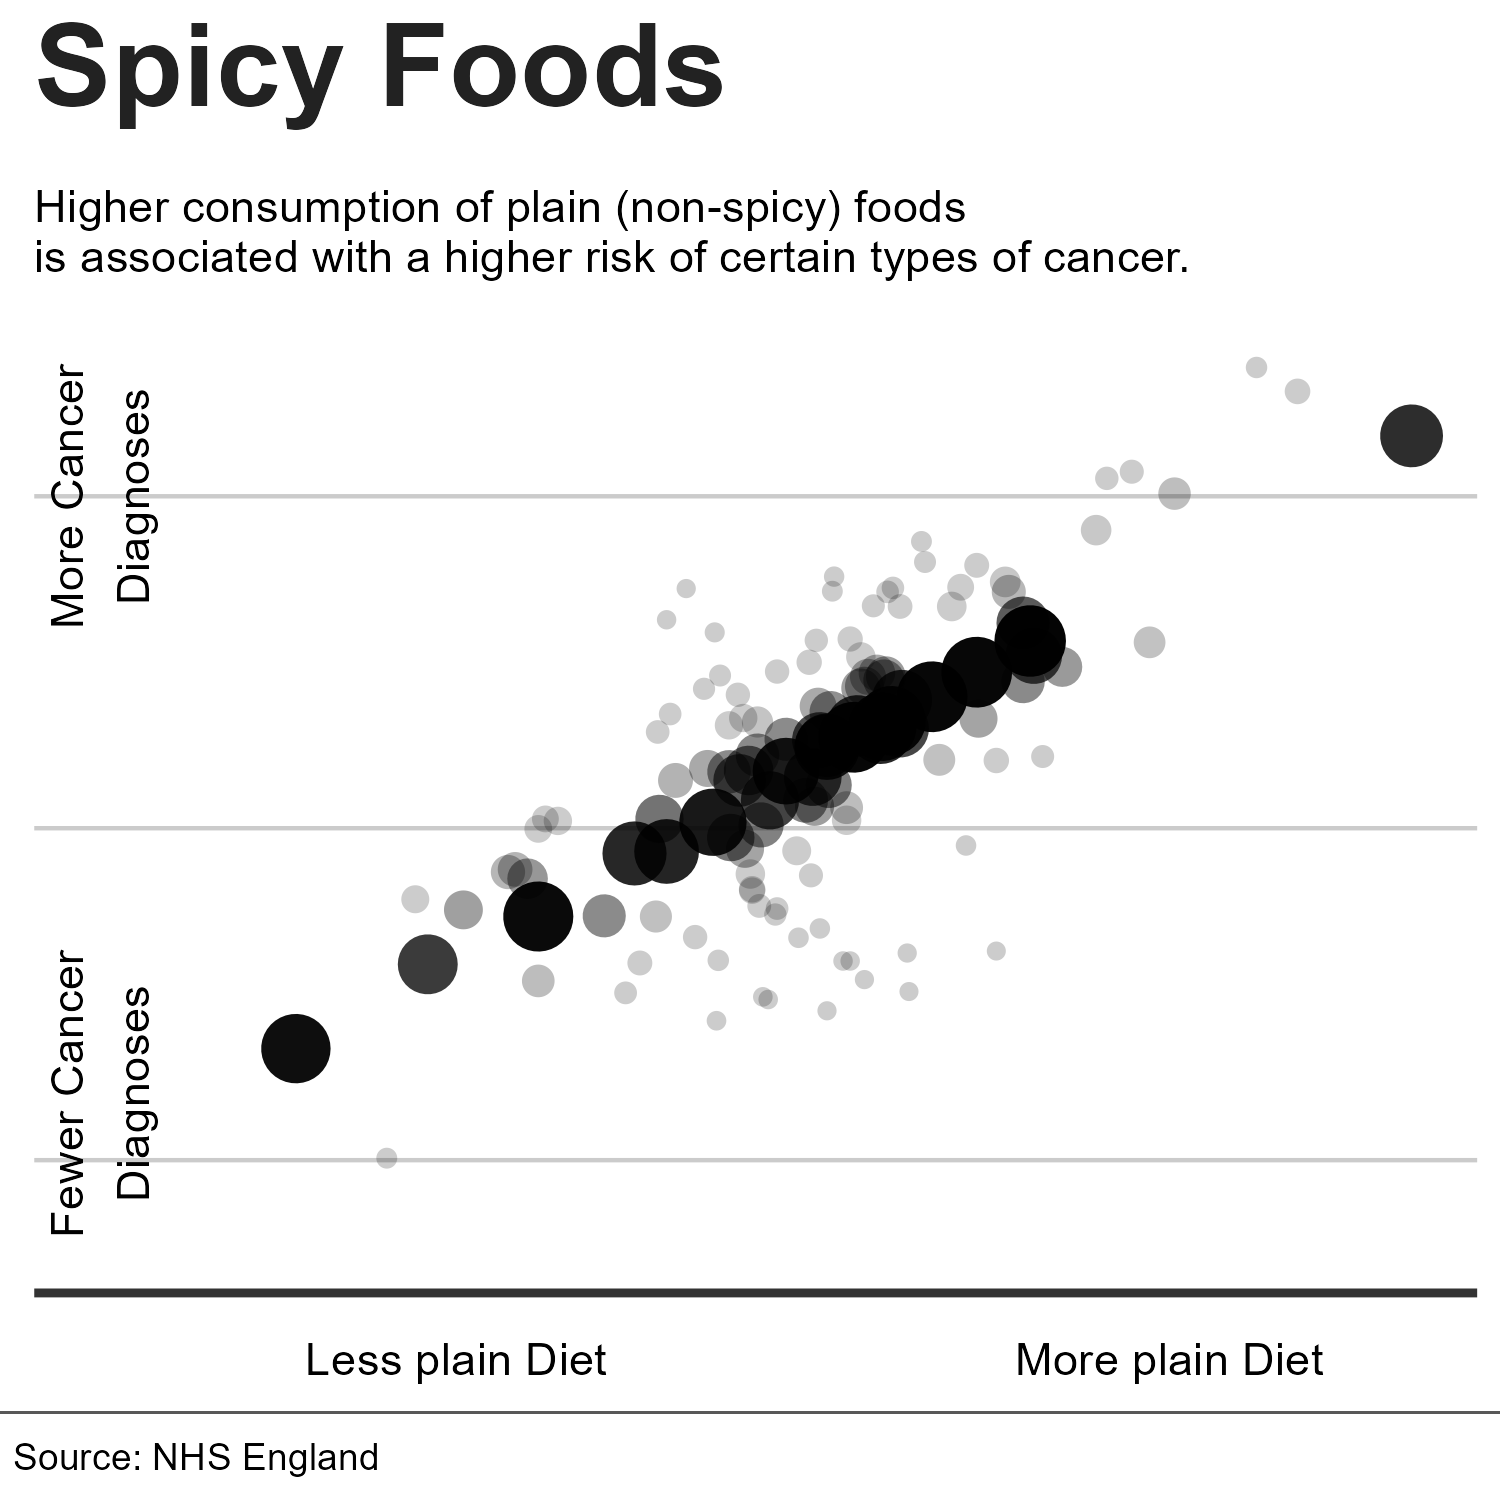 Spicy Foods
Higher consumption of plain (non-spicy) foods
is associated with a higher risk of certain types of cancer.
More Cancer
Diagnoses
Fewer Cancer
Diagnoses
Less plain Diet
More plain Diet
Source: NHS England